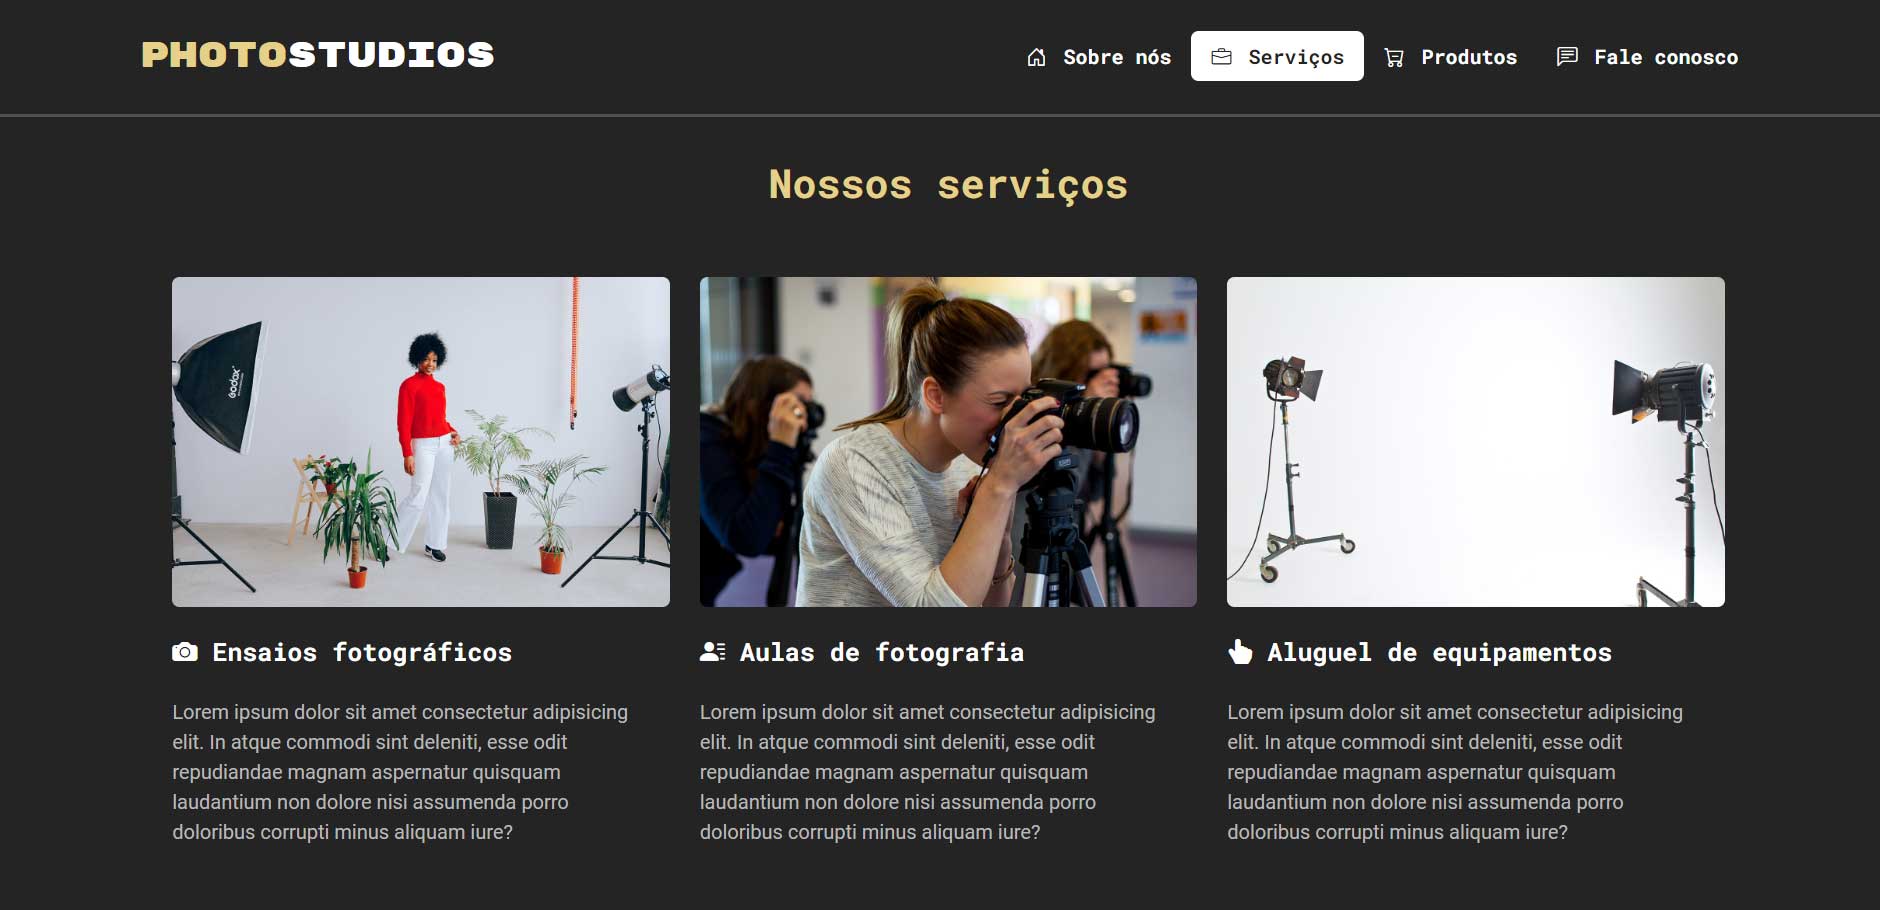 PHOTOSTUDIOS
Sobre nós
Serviços
Produtos
Fale conosco
Nossos serviços
Godox
Ensaios fotográficos
Lorem ipsum dolor sit amet consectetur adipisicing
elit. In atque commodi sint deleniti, esse odit
repudiandae magnam aspernatur quisquam
laudantium non dolore nisi assumenda porro
doloribus corrupti minus aliquam iure?
Aulas de fotografia
Lorem ipsum dolor sit amet consectetur adipisicing
elit. In atque commodi sint deleniti, esse odit
repudiandae magnam aspernatur quisquam
laudantium non dolore nisi assumenda porro
doloribus corrupti minus aliquam iure?
Aluguel de equipamentos
Lorem ipsum dolor sit amet consectetur adipisicing
elit. In atque commodi sint deleniti, esse odit
repudiandae magnam aspernatur quisquam
laudantium non dolore nisi assumenda porro
doloribus corrupti minus aliquam iure?